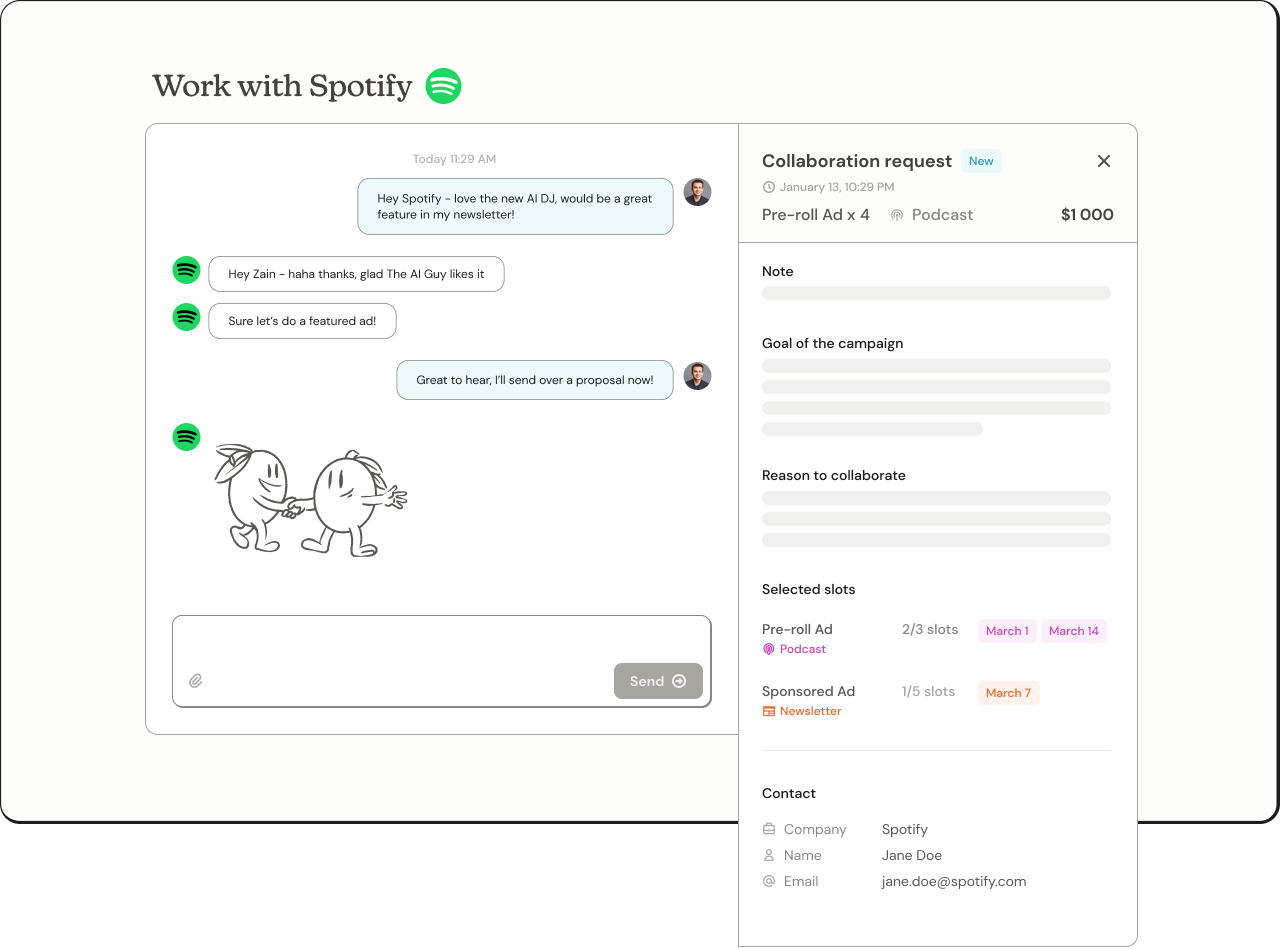 Work with Spotify
Today 11:29 AM
Hey Spotify - love the new AI DJ, would be a great
feature in my newsletter!
Hey Zain - haha thanks, glad The AI Guy likes it
Sure let’s do a featured ad!
Great to hear, I’ll send over a proposal now!
Send
Collaboration request New
January 13, 10:29 PM
Pre-roll Ad x 4 Podcast $1 000
Note
Goal of the campaign
Reason to collaborate
Selected slots
Pre-roll Ad 2/3 slots March 1 March 14
Podcast
Sponsored Ad 1/5 slots March 7
Newsletter
Contact
Company Spotify
Name Jane Doe
Email jane.doe@spotify.com